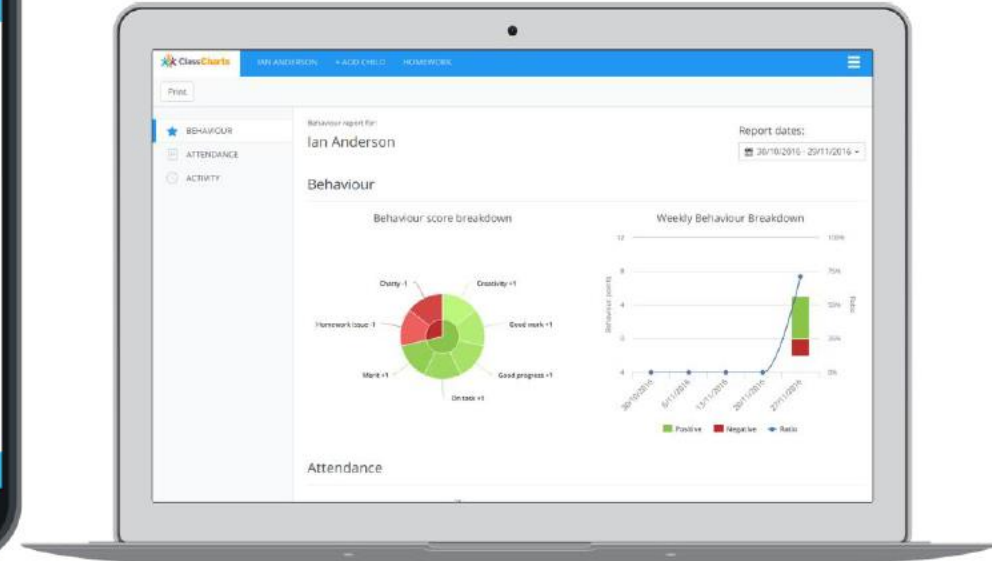 ClassCharts IAN ANDERSON + ADD CHILD HOMEWORK
Print
BEHAVIOUR
ATTENDANCE
ACTIVITY
Behaviour report for:
Ian Anderson
Report dates:
30/10/2016 - 29/11/2016
Behaviour
Behaviour score breakdown
Charity -1
Creativity +1
Homework issue -1
Good work +1
Merit +1
Good progress +1
On task +1
Weekly Behaviour Breakdown
12
8
4
0
-4
Behaviour points
100%
75%
50%
25%
0%
Ratio
30/10/2016
6/11/2016
13/11/2016
20/11/2016
27/11/2016
Positive Negative Ratio
Attendance